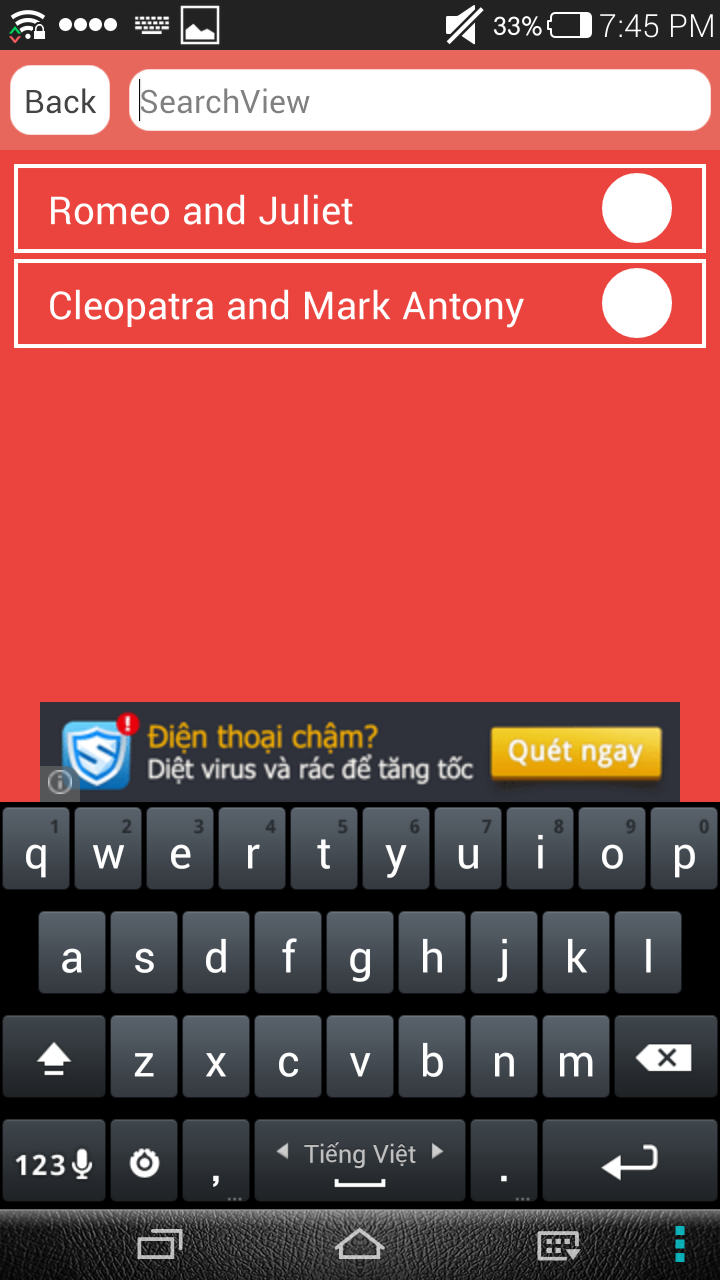 33% 7:45 PM
Back SearchView
Romeo and Juliet
Cleopatra and Mark Antony
Điện thoại chậm?
Diệt virus và rác để tăng tốc
Quét ngay
1 2 3 4 5 6 7 8 9 0
q w e r t y u i o p
a s d f g h j k l
z x c v b n m
123 , Tiếng Việt .